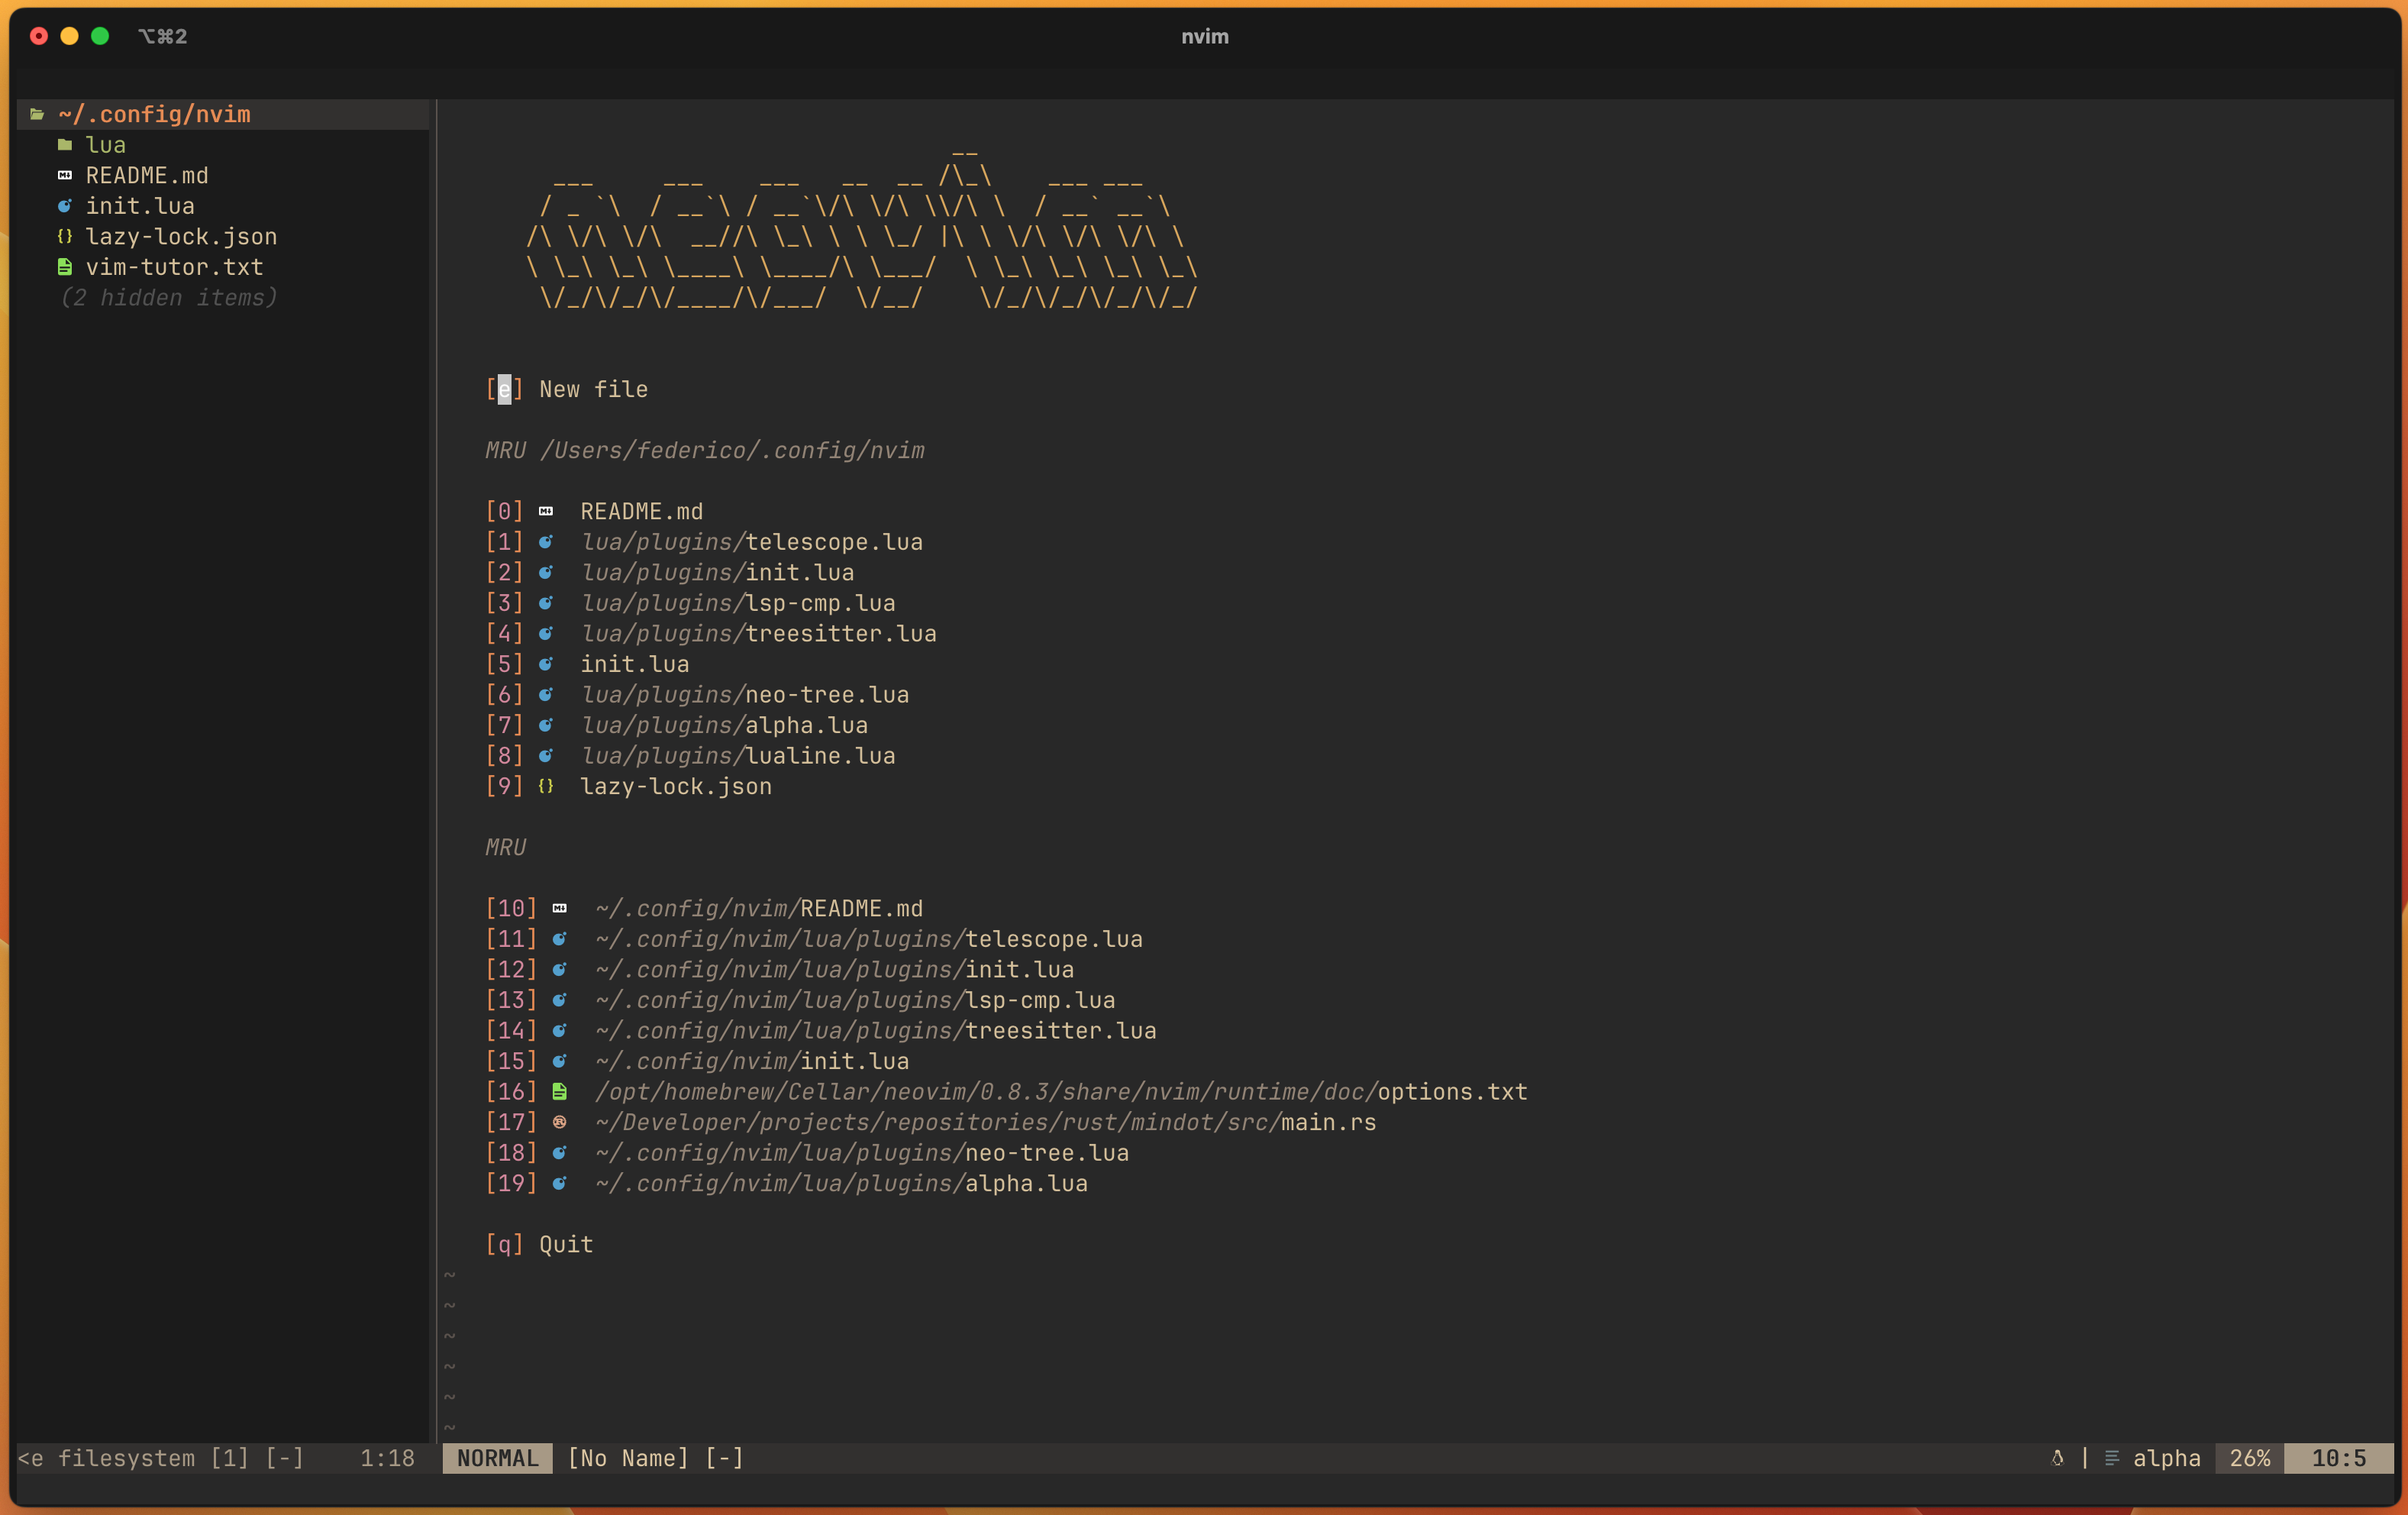 ⌥⌘2 nvim
~/.config/nvim
lua
README.md
init.lua
lazy-lock.json
vim-tutor.txt
(2 hidden items)
                               __
  ___     ___    ___   __  __ /\_\    ___ ___
 / _ `\  / __`\ / __`\/\ \/\ \\/\ \  / __` __`\
/\ \/\ \/\  __//\ \_\ \ \ \_/ |\ \ \/\ \/\ \/\ \
\ \_\ \_\ \____\ \____/\ \___/  \ \_\ \_\ \_\ \_\
 \/_/\/_/\/____/\/___/  \/__/    \/_/\/_/\/_/\/_/
[e] New file
MRU /Users/federico/.config/nvim
[0] README.md
[1] lua/plugins/telescope.lua
[2] lua/plugins/init.lua
[3] lua/plugins/lsp-cmp.lua
[4] lua/plugins/treesitter.lua
[5] init.lua
[6] lua/plugins/neo-tree.lua
[7] lua/plugins/alpha.lua
[8] lua/plugins/lualine.lua
[9] lazy-lock.json
MRU
[10] ~/.config/nvim/README.md
[11] ~/.config/nvim/lua/plugins/telescope.lua
[12] ~/.config/nvim/lua/plugins/init.lua
[13] ~/.config/nvim/lua/plugins/lsp-cmp.lua
[14] ~/.config/nvim/lua/plugins/treesitter.lua
[15] ~/.config/nvim/init.lua
[16] /opt/homebrew/Cellar/neovim/0.8.3/share/nvim/runtime/doc/options.txt
[17] ~/Developer/projects/repositories/rust/mindot/src/main.rs
[18] ~/.config/nvim/lua/plugins/neo-tree.lua
[19] ~/.config/nvim/lua/plugins/alpha.lua
[q] Quit
~
~
~
~
~
~
<e filesystem [1] [-] 1:18 NORMAL [No Name] [-] | alpha 26% 10:5